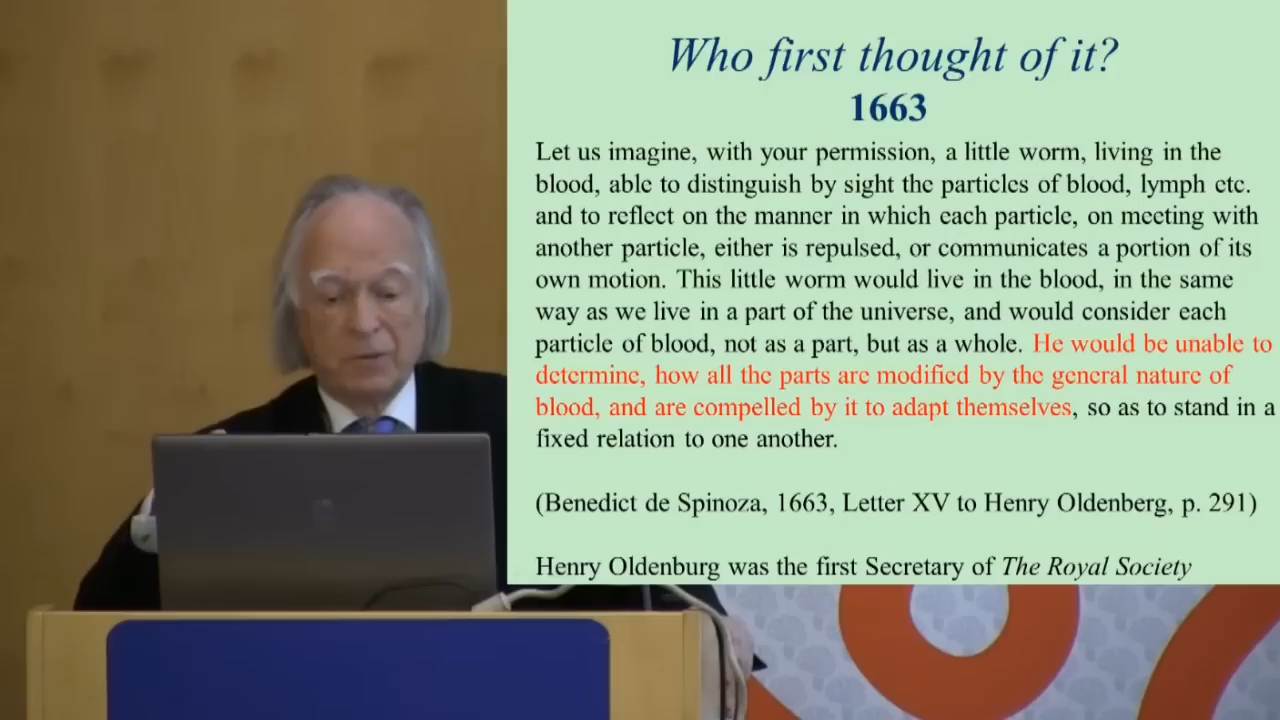 Who first thought of it?
1663
Let us imagine, with your permission, a little worm, living in the
blood, able to distinguish by sight the particles of blood, lymph etc.
and to reflect on the manner in which each particle, on meeting with
another particle, either is repulsed, or communicates a portion of its
own motion. This little worm would live in the blood, in the same
way as we live in a part of the universe, and would consider each
particle of blood, not as a part, but as a whole. He would be unable to
determine, how all the parts are modified by the general nature of
blood, and are compelled by it to adapt themselves, so as to stand in a
fixed relation to one another.
(Benedict de Spinoza, 1663, Letter XV to Henry Oldenberg, p. 291)
Henry Oldenburg was the first Secretary of The Royal Society